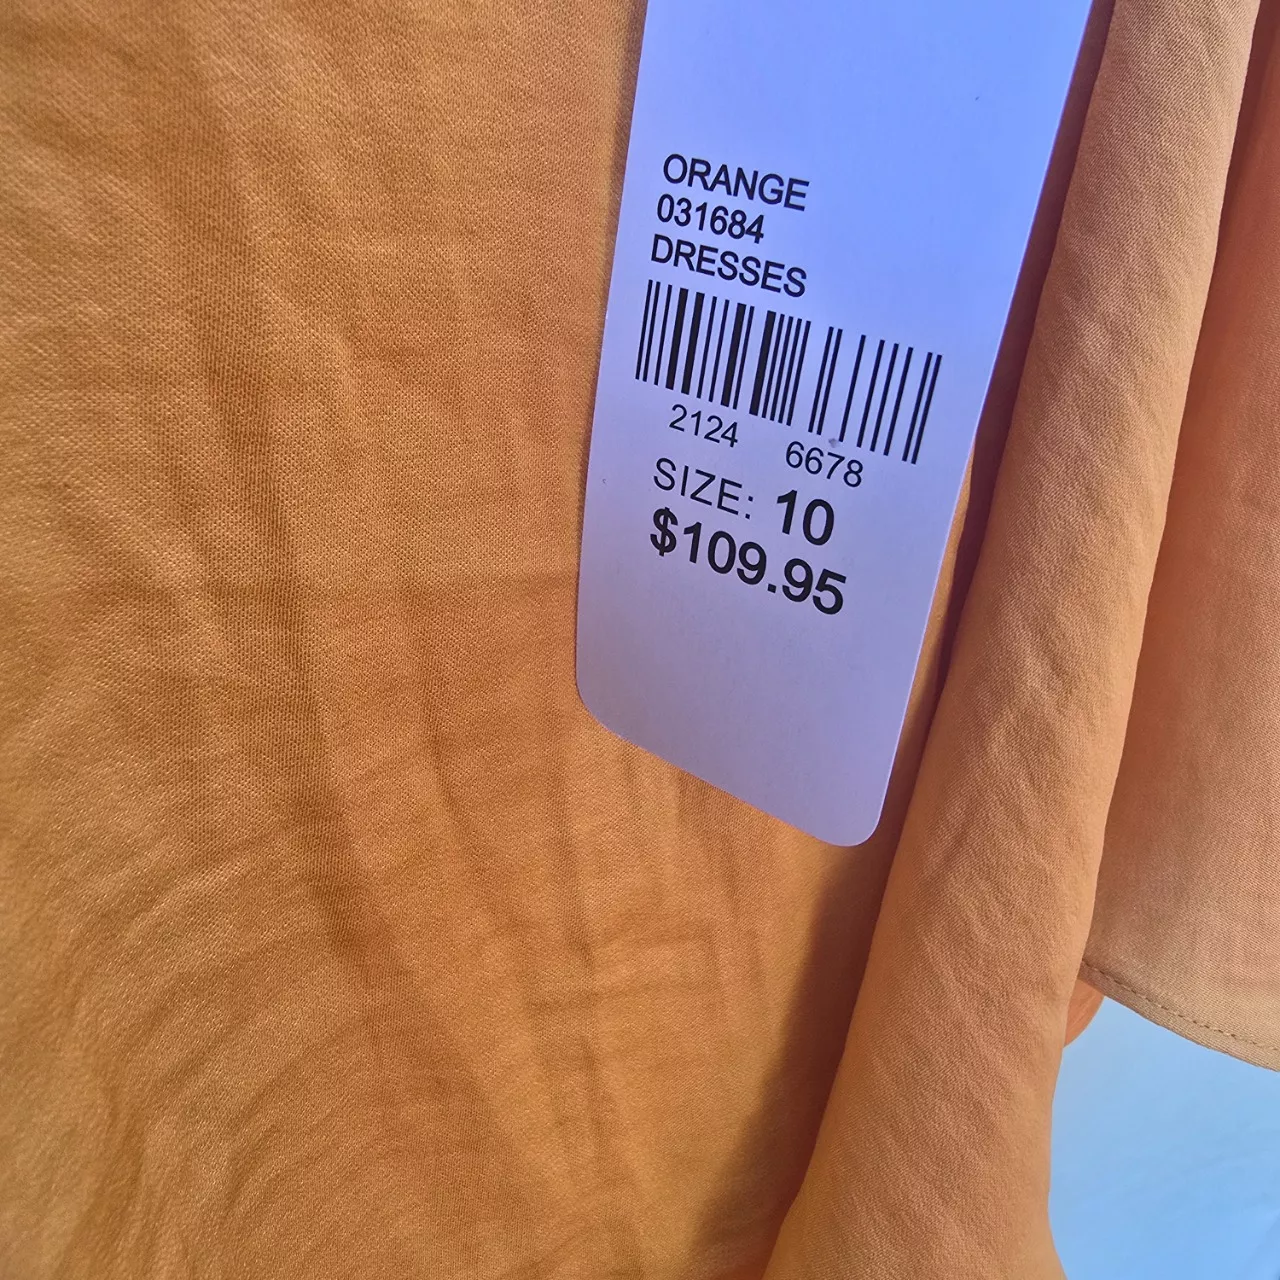 ORANGE
031684
DRESSES
2124 6678
SIZE: 10
$109.95